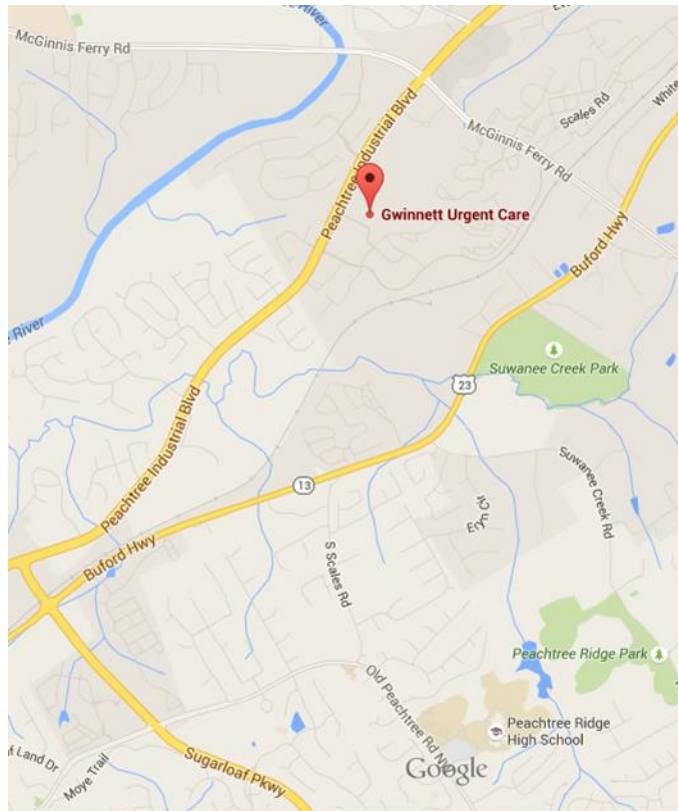 River
McGinnis Ferry Rd
Scales Rd
White
Peachtree Industrial Blvd
McGinnis Ferry Rd
Gwinnett Urgent Care
Buford Hwy
River
Suwanee Creek Park
23
Peachtree Industrial Blvd
13
Suwanee Creek Rd
Eryn Ct
Buford Hwy
S Scales Rd
Peachtree Ridge Park
Old Peachtree Rd NW
Peachtree Ridge
High School
Land Dr
Moye Trail
Sugarloaf Pkwy
Google